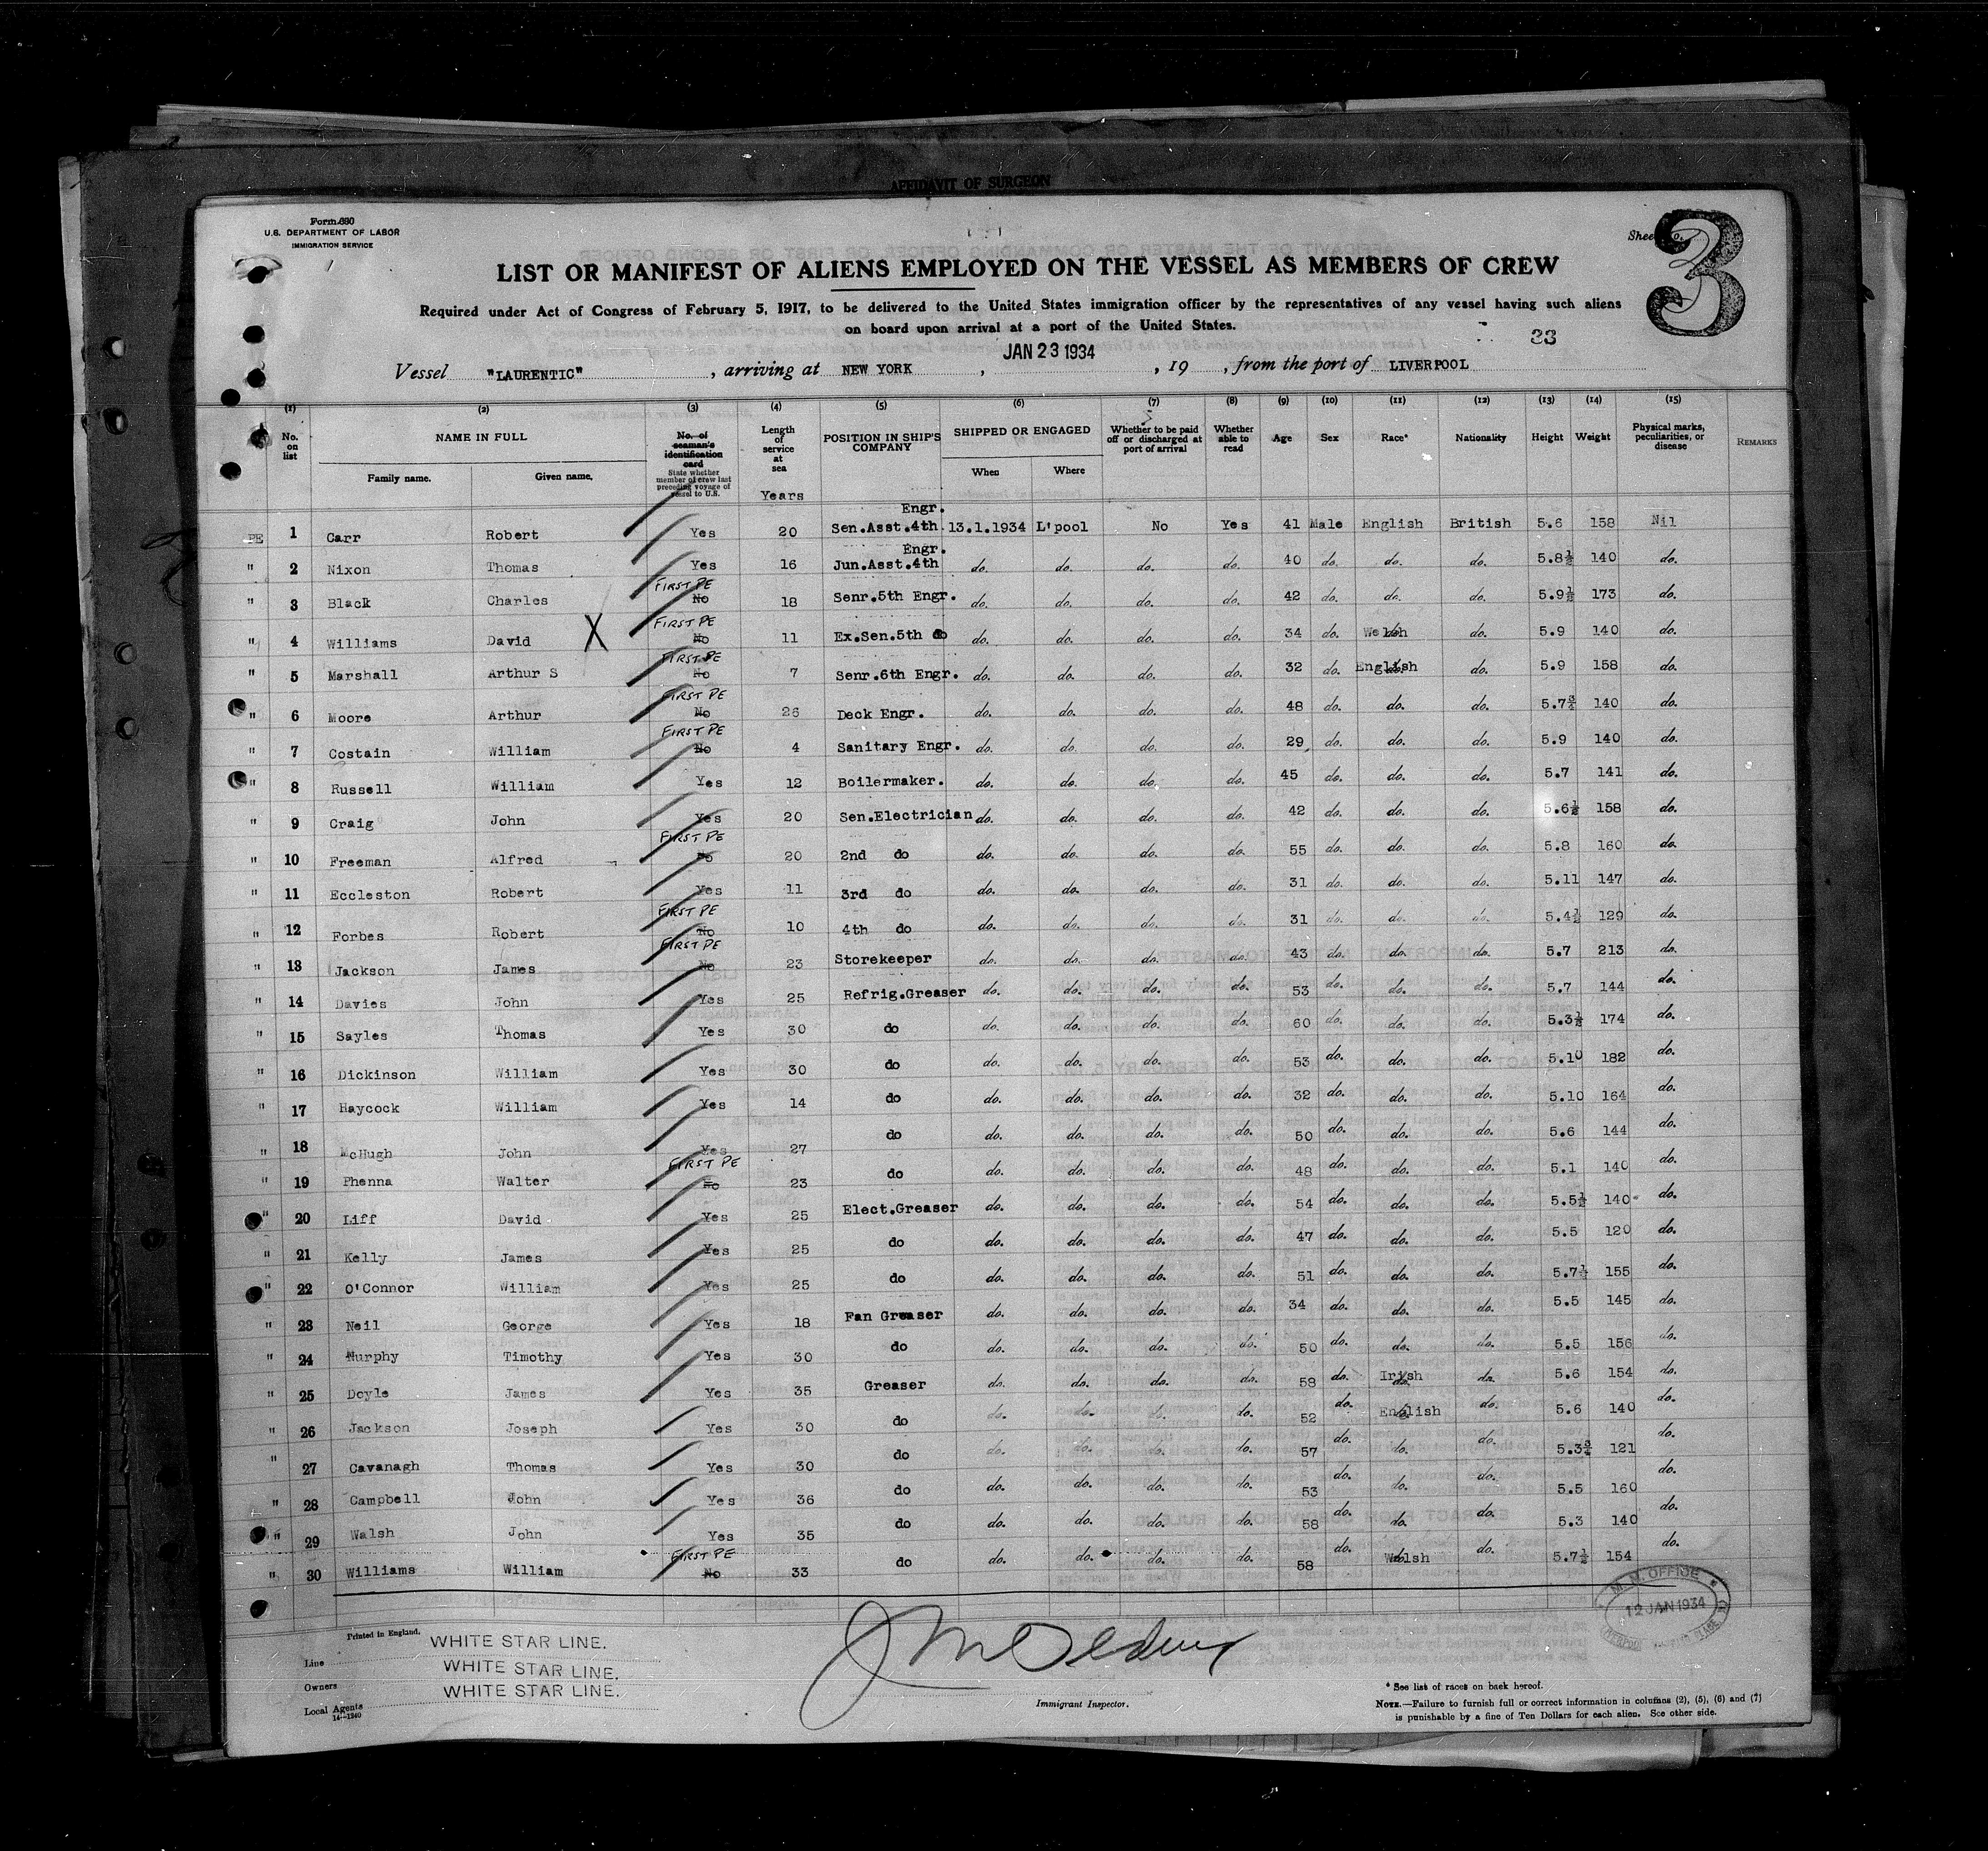 AFFIDAVIT OF SURGEON
Form 680
U.S. DEPARTMENT OF LABOR
IMMIGRATION SERVICE
3
LIST OR MANIFEST OF ALIENS EMPLOYED ON THE VESSEL AS MEMBERS OF CREW
Required under Act of Congress of February 5, 1917, to be delivered to the United States immigration officer by the representatives of any vessel having such aliens
on board upon arrival at a port of the United States.
33
Vessel "LAURENTIC", arriving at NEW YORK, JAN 23 1934, 19 , from the port of LIVERPOOL
(1) (2) (3) (4) (5) (6) (7) (8) (9) (10) (11) (12) (13) (14) (15)
No. on list NAME IN FULL Family name. Given name. No. of seaman's identification card State whether member of crew last preceding voyage of vessel to U.S. Length of service at sea Years POSITION IN SHIP'S COMPANY SHIPPED OR ENGAGED When Where Whether to be paid off or discharged at port of arrival Whether able to read Age Sex Race* Nationality Height Weight Physical marks, peculiarities, or disease REMARKS
PE 1 Carr Robert Yes 20 Sen.Asst.4th Engr. 13.1.1934 L'pool No Yes 41 Male English British 5.6 158 Nil
" 2 Nixon Thomas Yes 16 Jun.Asst.4th Engr. do. do. do. do. 40 do. do. do. 5.8½ 140 do.
" 3 Black Charles FIRST PE No 18 Senr.5th Engr. do. do. do. do. 42 do. do. do. 5.9½ 173 do.
" 4 Williams David X FIRST PE No 11 Ex.Sen.5th do do. do. do. do. 34 do. Welsh do. 5.9 140 do.
" 5 Marshall Arthur S FIRST PE No 7 Senr.6th Engr. do. do. do. do. 32 do. English do. 5.9 158 do.
" 6 Moore Arthur FIRST PE No 26 Deck Engr. do. do. do. do. 48 do. do. do. 5.7¾ 140 do.
" 7 Costain William FIRST PE No 4 Sanitary Engr. do. do. do. do. 29 do. do. do. 5.9 140 do.
" 8 Russell William Yes 12 Boilermaker. do. do. do. do. 45 do. do. do. 5.7 141 do.
" 9 Craig John Yes 20 Sen.Electrician do. do. do. do. 42 do. do. do. 5.6½ 158 do.
" 10 Freeman Alfred FIRST PE No 20 2nd do do. do. do. do. 55 do. do. do. 5.8 160 do.
" 11 Eccleston Robert Yes 11 3rd do do. do. do. do. 31 do. do. do. 5.11 147 do.
" 12 Forbes Robert FIRST PE No 10 4th do do. do. do. do. 31 do. do. do. 5.4½ 129 do.
" 13 Jackson James FIRST PE No 23 Storekeeper do. do. do. do. 43 do. do. do. 5.7 213 do.
" 14 Davies John Yes 25 Refrig.Greaser do. do. do. do. 53 do. do. do. 5.7 144 do.
" 15 Sayles Thomas Yes 30 do do. do. do. do. 60 do. do. do. 5.3½ 174 do.
" 16 Dickinson William Yes 30 do do. do. do. do. 53 do. do. do. 5.10 182 do.
" 17 Haycock William Yes 14 do do. do. do. do. 32 do. do. do. 5.10 164 do.
" 18 McHugh John Yes 27 do do. do. do. do. 50 do. do. do. 5.6 144 do.
" 19 Phenna Walter FIRST PE No 23 do do. do. do. do. 48 do. do. do. 5.1 140 do.
" 20 Liff David Yes 25 Elect.Greaser do. do. do. do. 54 do. do. do. 5.5½ 140 do.
" 21 Kelly James Yes 25 do do. do. do. do. 47 do. do. do. 5.5 120 do.
" 22 O'Connor William Yes 25 do do. do. do. do. 51 do. do. do. 5.7½ 155 do.
" 23 Neil George Yes 18 Fan Greaser do. do. do. do. 34 do. do. do. 5.5 145 do.
" 24 Murphy Timothy Yes 30 do do. do. do. do. 50 do. do. do. 5.5 156 do.
" 25 Doyle James Yes 35 Greaser do. do. do. do. 58 do. Irish do. 5.6 154 do.
" 26 Jackson Joseph Yes 30 do do. do. do. do. 52 do. English do. 5.6 140 do.
" 27 Cavanagh Thomas Yes 30 do do. do. do. do. 57 do. do. do. 5.3¾ 121 do.
" 28 Campbell John Yes 36 do do. do. do. do. 53 do. do. do. 5.5 160 do.
" 29 Walsh John Yes 35 do do. do. do. do. 58 do. do. do. 5.3 140 do.
" 30 Williams William FIRST PE No 33 do do. do. do. do. 58 do. Welsh do. 5.7½ 154 do.
M. M. OFFICE
12 JAN 1934
Printed in England.
Line WHITE STAR LINE.
Owners WHITE STAR LINE.
Local Agents WHITE STAR LINE.
14—1240
Immigrant Inspector.
* See list of races on back hereof.
NOTE.—Failure to furnish full or correct information in columns (2), (5), (6) and (7)
is punishable by a fine of Ten Dollars for each alien. See other side.